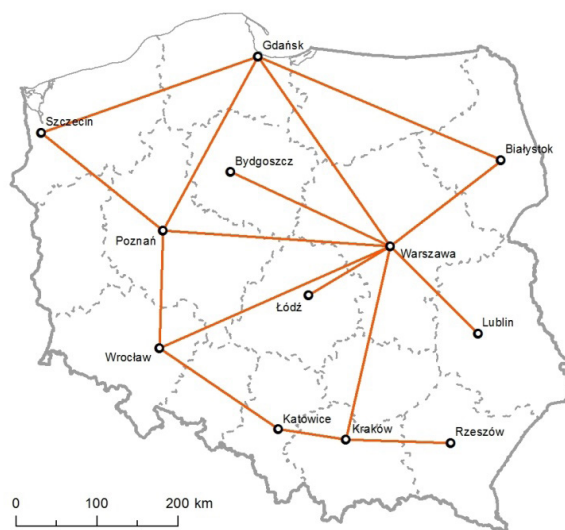 Gdańsk
Szczecin
Bydgoszcz
Białystok
Poznań
Warszawa
Łódź
Lublin
Wrocław
Katowice
Kraków
Rzeszów
0 100 200 km